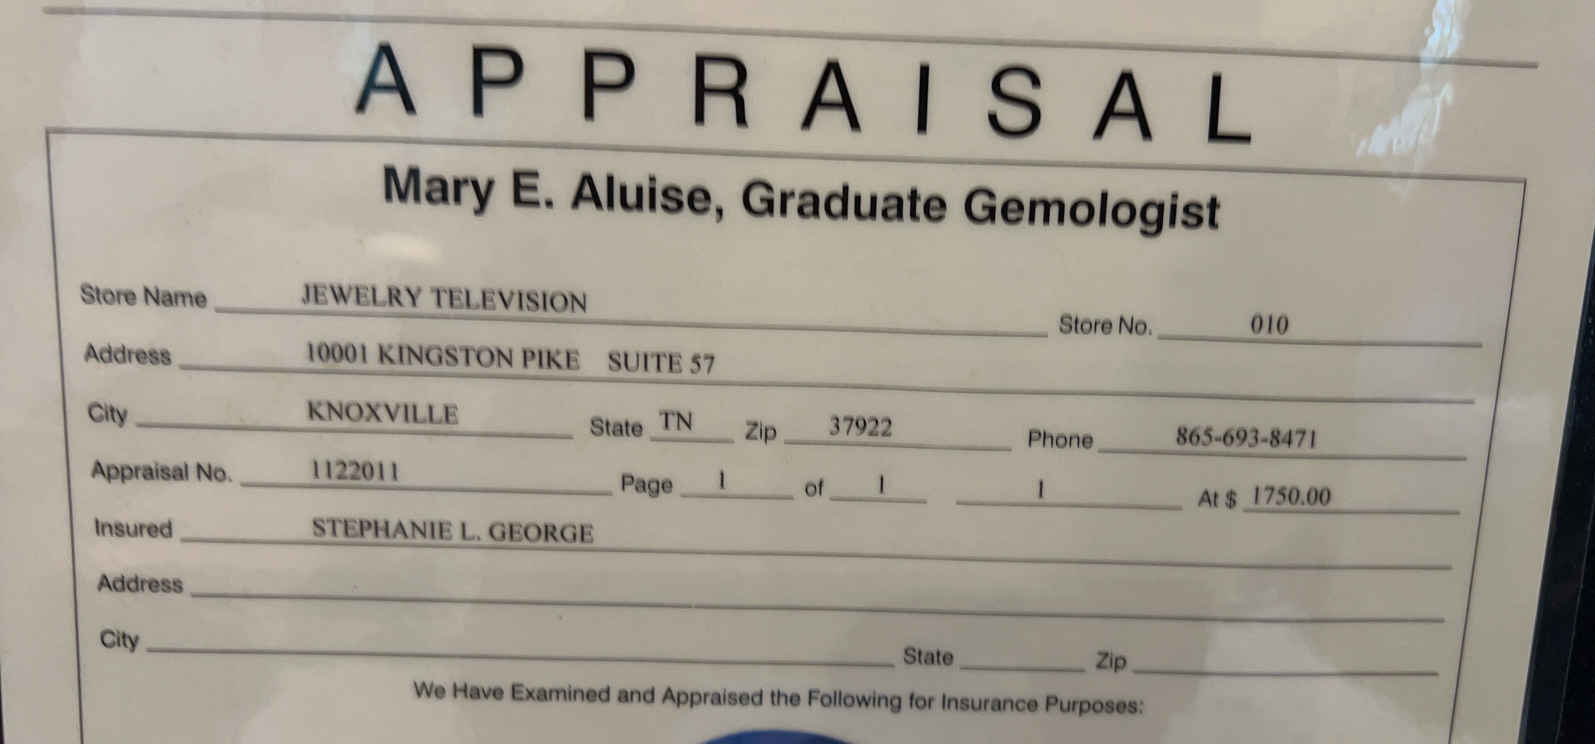 APPRAISAL
Mary E. Aluise, Graduate Gemologist
Store Name JEWELRY TELEVISION Store No. 010
Address 10001 KINGSTON PIKE SUITE 57
City KNOXVILLE State TN Zip 37922 Phone 865-693-8471
Appraisal No. 1122011 Page 1 of 1 1 At $ 1750.00
Insured STEPHANIE L. GEORGE
Address
City State Zip
We Have Examined and Appraised the Following for Insurance Purposes: